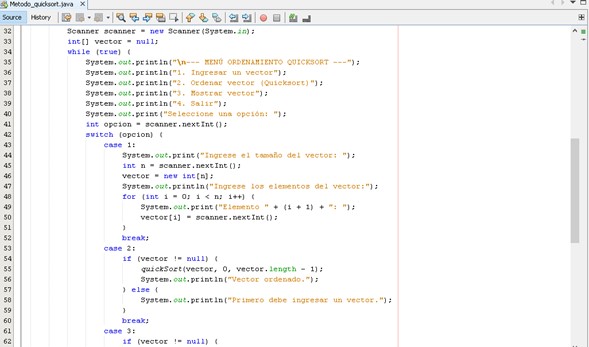 Metodo_quicksort.java
Source History
32 Scanner scanner = new Scanner(System.in);
33 int[] vector = null;
34 while (true) {
35 System.out.println("\n--- MENÚ ORDENAMIENTO QUICKSORT ---");
36 System.out.println("1. Ingresar un vector");
37 System.out.println("2. Ordenar vector (Quicksort)");
38 System.out.println("3. Mostrar vector");
39 System.out.println("4. Salir");
40 System.out.print("Seleccione una opción: ");
41 int opcion = scanner.nextInt();
42 switch (opcion) {
43 case 1:
44 System.out.print("Ingrese el tamaño del vector: ");
45 int n = scanner.nextInt();
46 vector = new int[n];
47 System.out.println("Ingrese los elementos del vector:");
48 for (int i = 0; i < n; i++) {
49 System.out.print("Elemento " + (i + 1) + ": ");
50 vector[i] = scanner.nextInt();
51 }
52 break;
53 case 2:
54 if (vector != null) {
55 quickSort(vector, 0, vector.length - 1);
56 System.out.println("Vector ordenado.");
57 } else {
58 System.out.println("Primero debe ingresar un vector.");
59 }
60 break;
61 case 3:
62 if (vector != null) {